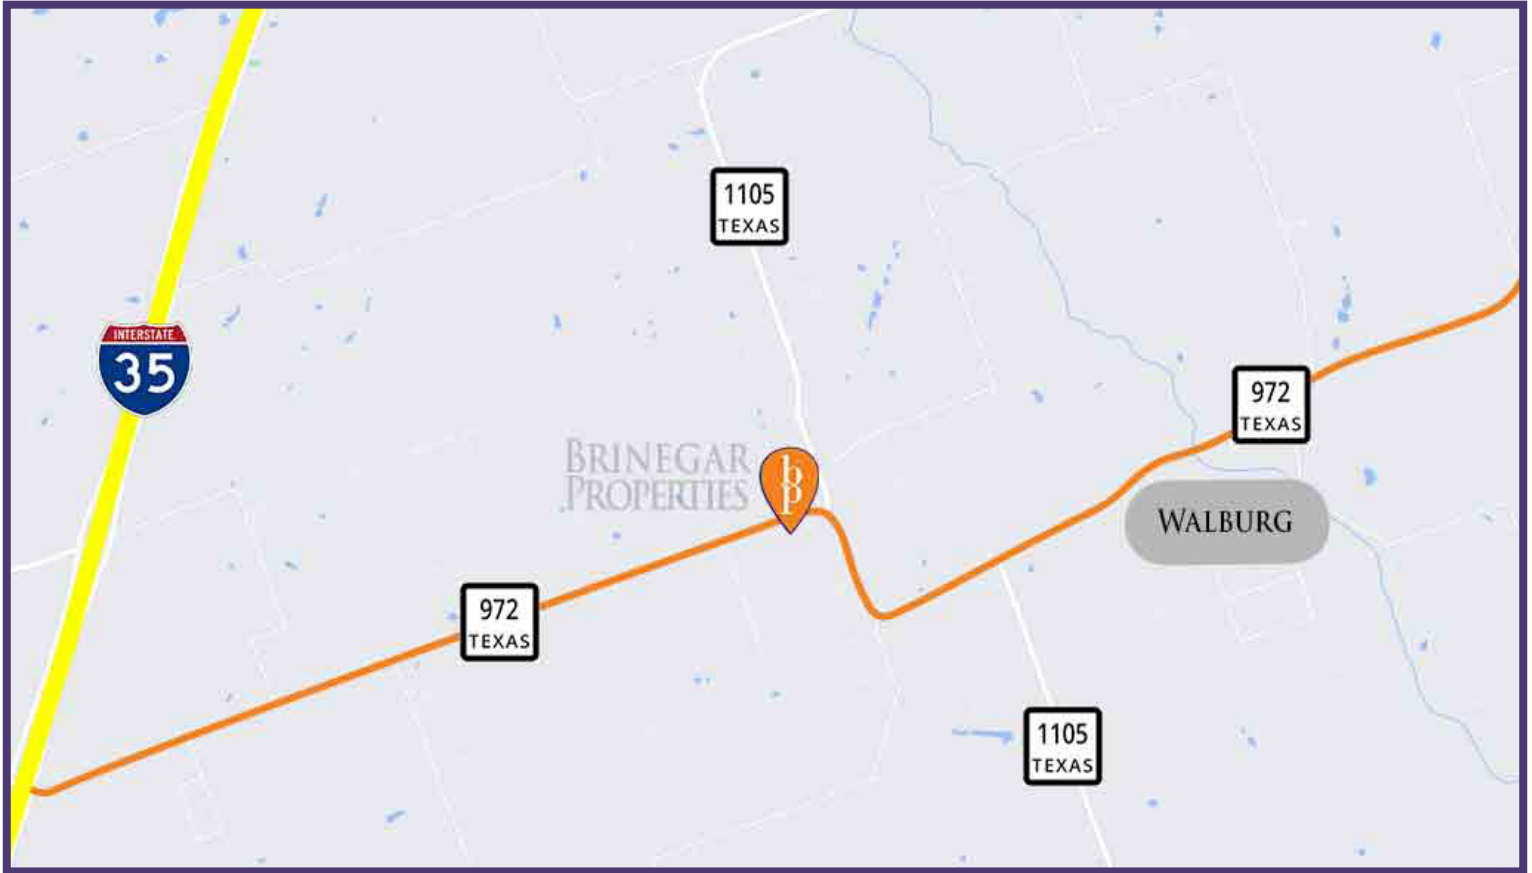 1105
TEXAS
INTERSTATE
35
972
TEXAS
BRINEGAR
PROPERTIES
bp
WALBURG
972
TEXAS
1105
TEXAS